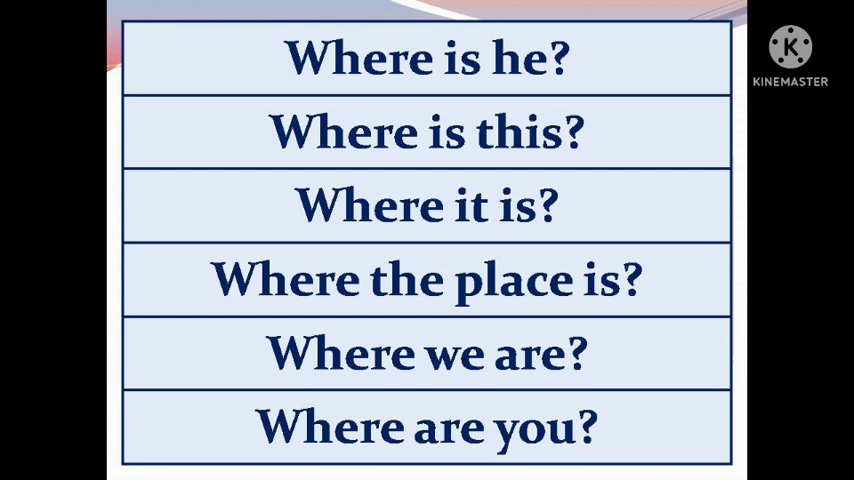 Where is he?
Where is this?
Where it is?
Where the place is?
Where we are?
Where are you?
K
KINEMASTER